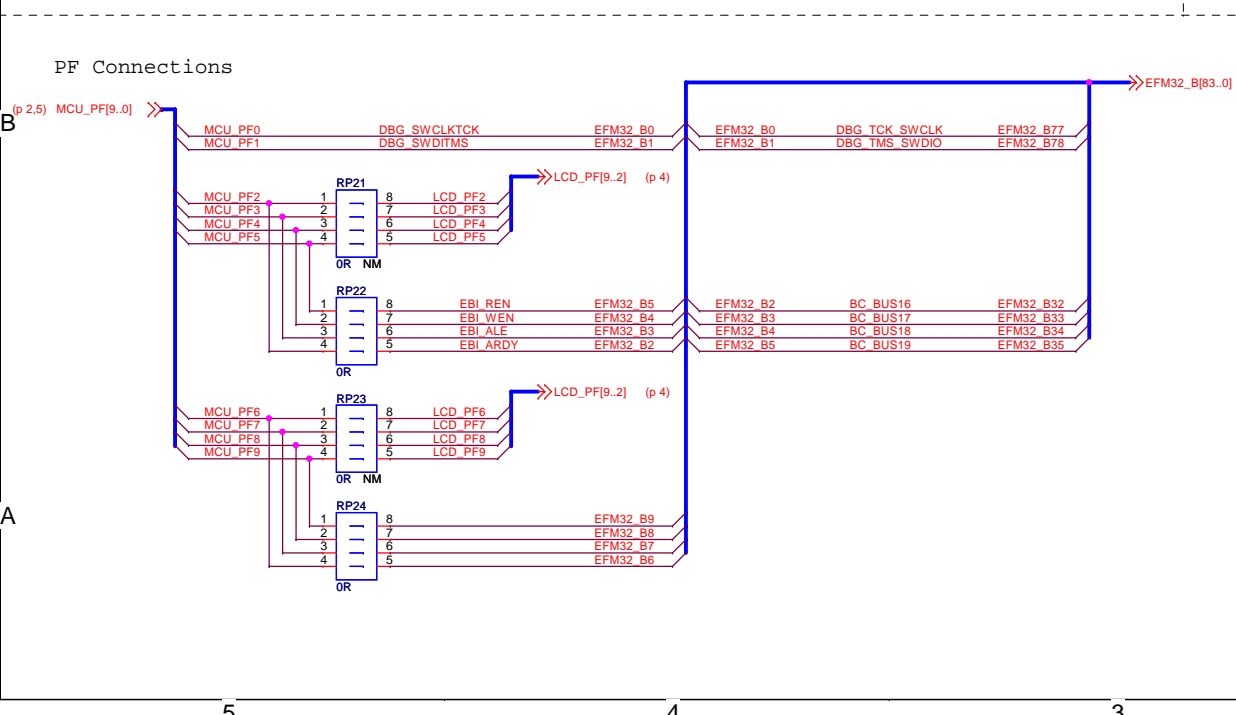 PF Connections
EFM32_B[83..0]
(p 2,5) MCU_PF[9..0]
B
MCU_PF0 DBG_SWCLKTCK EFM32_B0 EFM32_B0 DBG_TCK_SWCLK EFM32_B77
MCU_PF1 DBG_SWDITMS EFM32_B1 EFM32_B1 DBG_TMS_SWDIO EFM32_B78
LCD_PF[9..2] (p 4)
RP21
MCU_PF2 1 8 LCD_PF2
MCU_PF3 2 7 LCD_PF3
MCU_PF4 3 6 LCD_PF4
MCU_PF5 4 5 LCD_PF5
0R NM
RP22
1 8 EBI_REN EFM32_B5 EFM32_B2 BC_BUS16 EFM32_B32
2 7 EBI_WEN EFM32_B4 EFM32_B3 BC_BUS17 EFM32_B33
3 6 EBI_ALE EFM32_B3 EFM32_B4 BC_BUS18 EFM32_B34
4 5 EBI_ARDY EFM32_B2 EFM32_B5 BC_BUS19 EFM32_B35
0R
LCD_PF[9..2] (p 4)
RP23
MCU_PF6 1 8 LCD_PF6
MCU_PF7 2 7 LCD_PF7
MCU_PF8 3 6 LCD_PF8
MCU_PF9 4 5 LCD_PF9
0R NM
RP24
A
1 8 EFM32_B9
2 7 EFM32_B8
3 6 EFM32_B7
4 5 EFM32_B6
0R
5 4 3